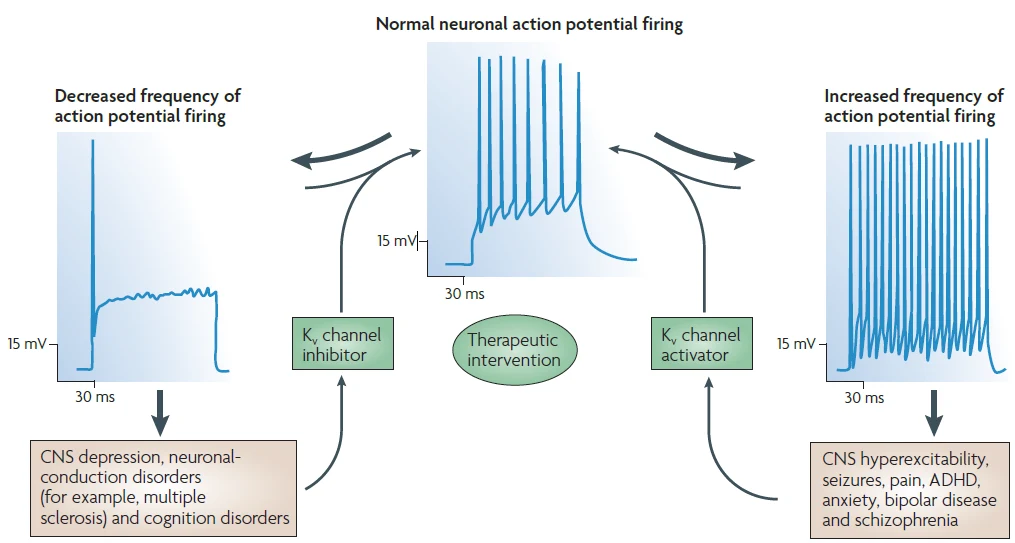 Normal neuronal action potential firing
Decreased frequency of
action potential firing
Increased frequency of
action potential firing
15 mV
30 ms
15 mV
30 ms
15 mV
30 ms
Kv channel
inhibitor
Therapeutic
intervention
Kv channel
activator
CNS depression, neuronal-
conduction disorders
(for example, multiple
sclerosis) and cognition disorders
CNS hyperexcitability,
seizures, pain, ADHD,
anxiety, bipolar disease
and schizophrenia